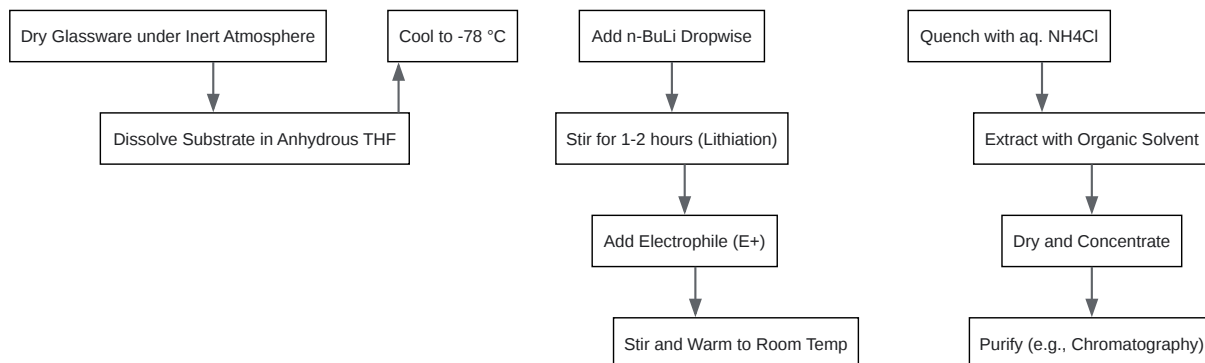 Dry Glassware under Inert Atmosphere
Cool to -78 °C
Dissolve Substrate in Anhydrous THF
Add n-BuLi Dropwise
Stir for 1-2 hours (Lithiation)
Add Electrophile (E+)
Stir and Warm to Room Temp
Quench with aq. NH4Cl
Extract with Organic Solvent
Dry and Concentrate
Purify (e.g., Chromatography)